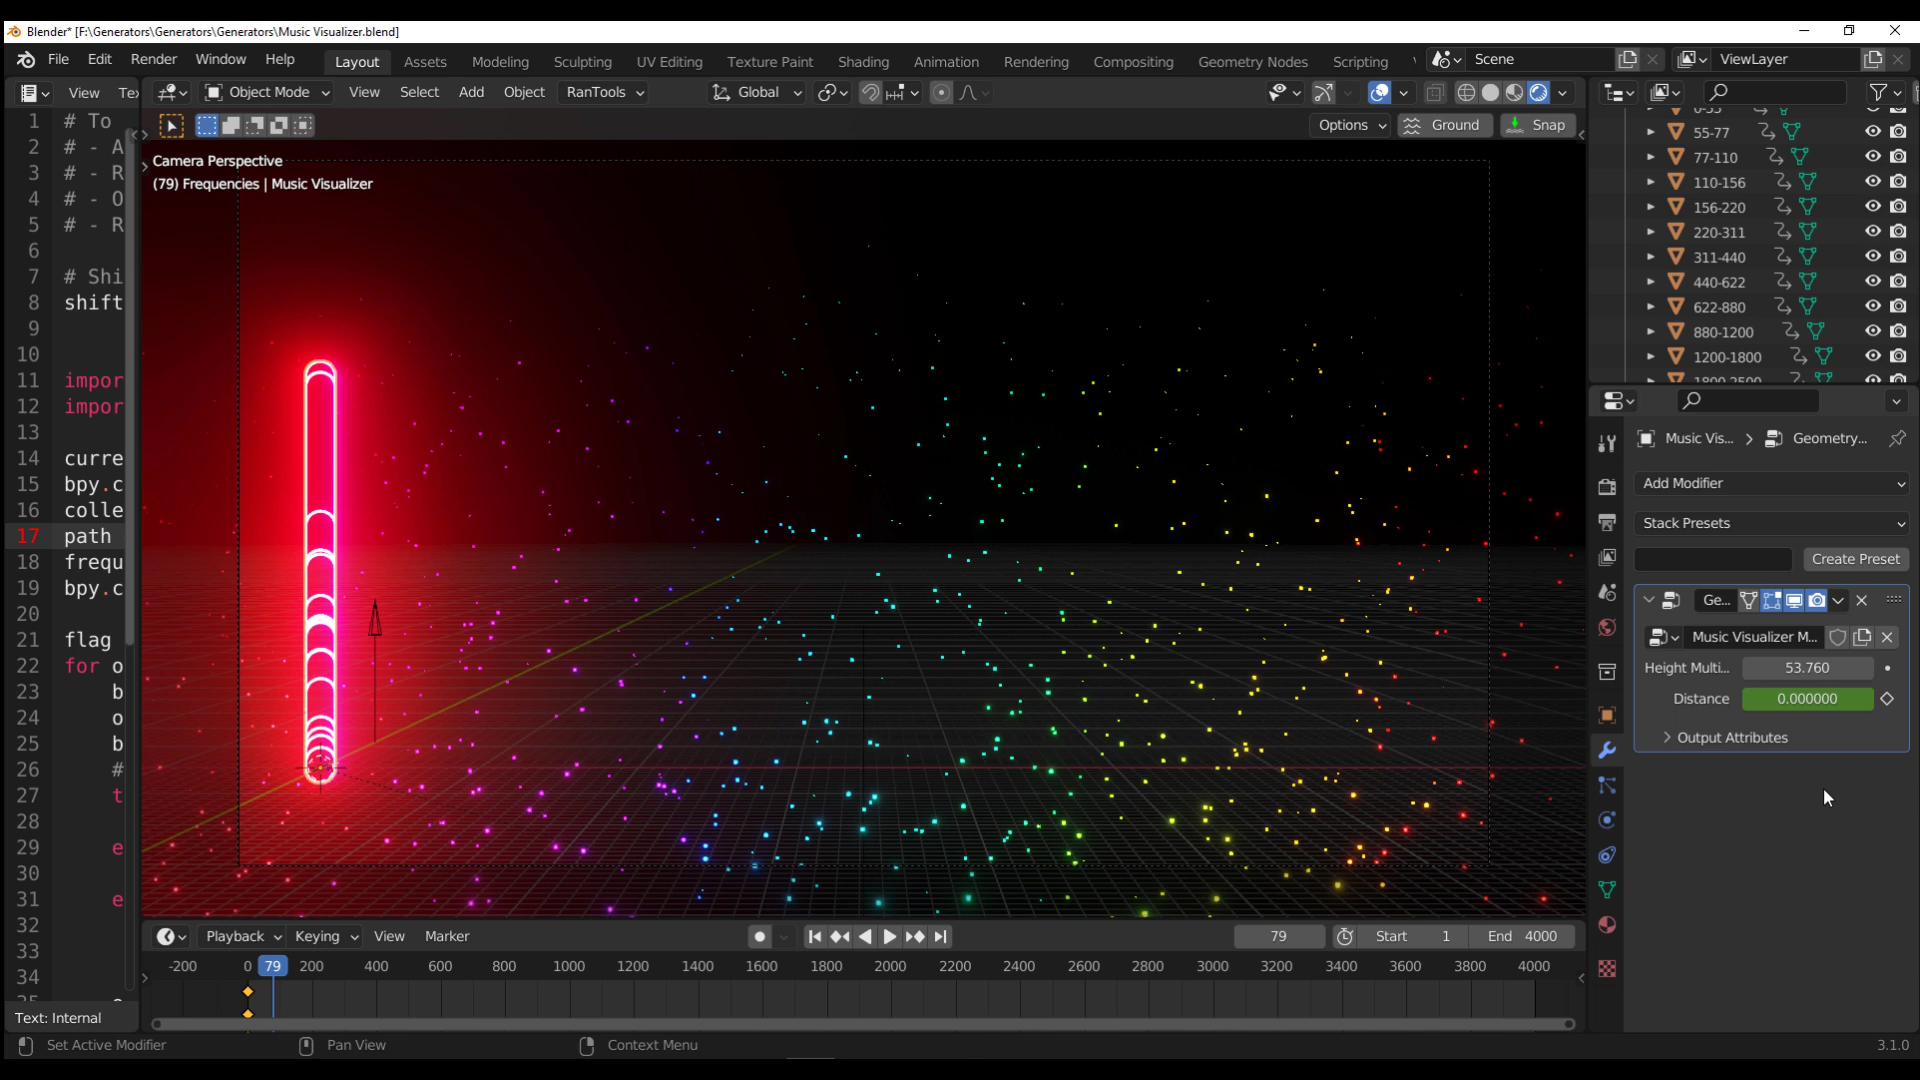 Blender* [F:\Generators\Generators\Generators\Music Visualizer.blend]
File Edit Render Window Help Layout Assets Modeling Sculpting UV Editing Texture Paint Shading Animation Rendering Compositing Geometry Nodes Scripting Scene ViewLayer
View Tex Object Mode View Select Add Object RanTools Global
Options Ground Snap
Camera Perspective
(79) Frequencies | Music Visualizer
1 # To
2 # - A
3 # - R
4 # - O
5 # - R
6
7 # Shi
8 shift
9
10
11 impor
12 impor
13
14 curre
15 bpy.c
16 colle
17 path
18 frequ
19 bpy.c
20
21 flag
22 for o
23 b
24 o
25 b
26 #
27 t
28
29 e
30
31 e
32
33
34
Text: Internal
55-77
77-110
110-156
156-220
220-311
311-440
440-622
622-880
880-1200
1200-1800
1800-2500
Music Vis... Geometry...
Add Modifier
Stack Presets
Create Preset
Ge...
Music Visualizer M...
Height Multi... 53.760
Distance 0.000000
Output Attributes
Playback Keying View Marker 79 Start 1 End 4000
-200 0 79 200 400 600 800 1000 1200 1400 1600 1800 2000 2200 2400 2600 2800 3000 3200 3400 3600 3800 4000
Set Active Modifier Pan View Context Menu 3.1.0